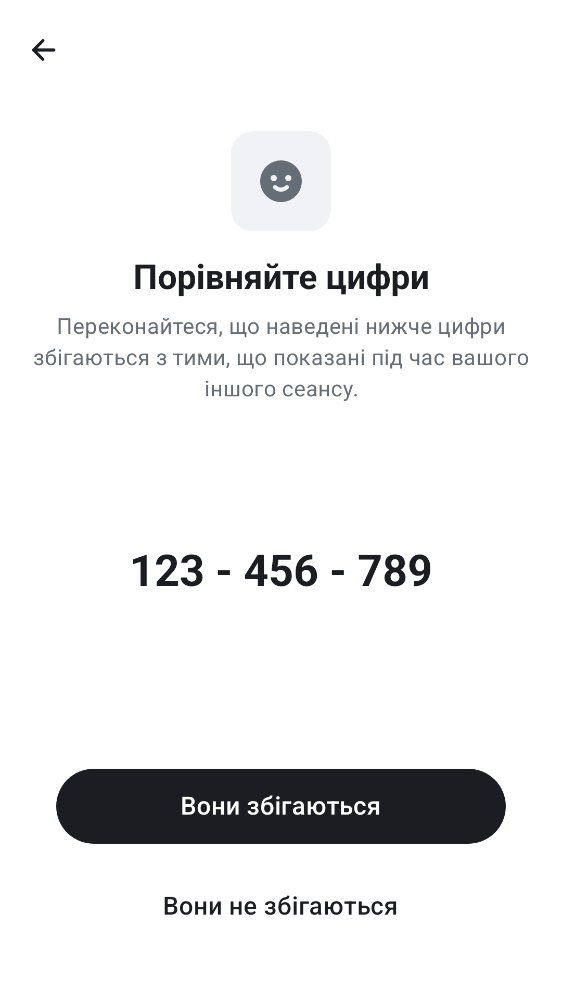 Порівняйте цифри
Переконайтеся, що наведені нижче цифри
збігаються з тими, що показані під час вашого
іншого сеансу.
123 - 456 - 789
Вони збігаються
Вони не збігаються